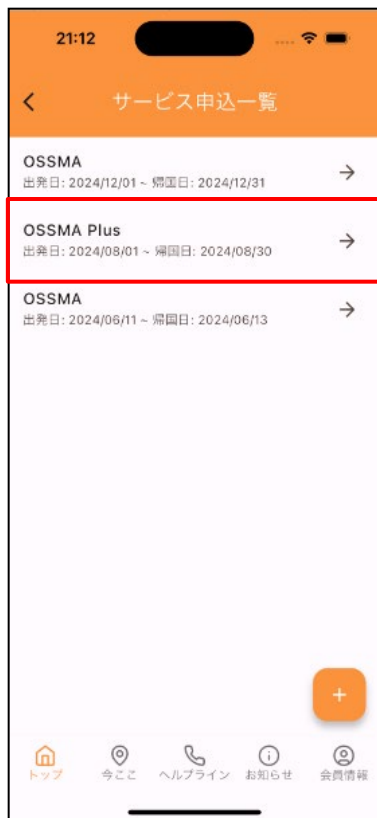 21:12
サービス申込一覧
OSSMA
出発日: 2024/12/01 ~ 帰国日: 2024/12/31
OSSMA Plus
出発日: 2024/08/01 ~ 帰国日: 2024/08/30
OSSMA
出発日: 2024/06/11 ~ 帰国日: 2024/06/13
トップ 今ここ ヘルプライン お知らせ 会員情報